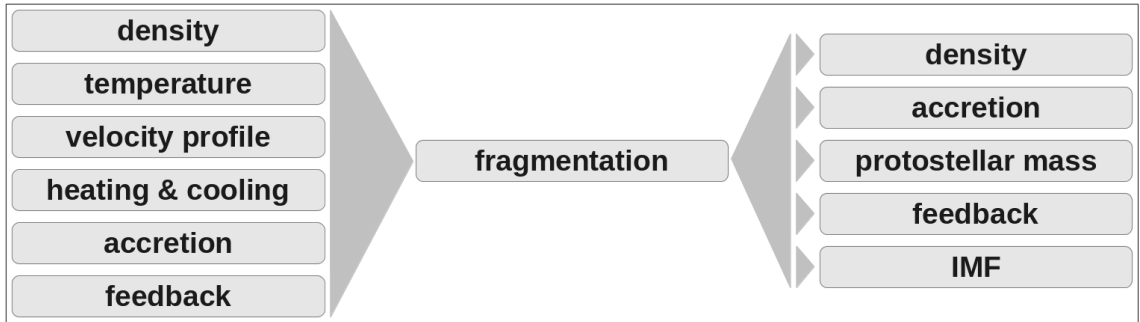 density
temperature
velocity profile
heating & cooling
accretion
feedback
fragmentation
density
accretion
protostellar mass
feedback
IMF